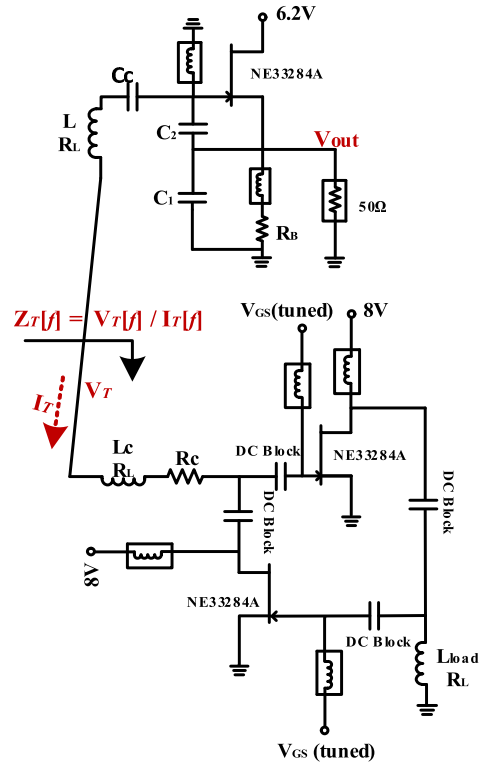 6.2V
Cc
NE33284A
L
RL
C2
Vout
C1
50Ω
RB
ZT[f] = VT[f] / IT[f]
VGS(tuned)
8V
VT
IT
NE33284A
Lc
RL
Rc
DC Block
DC Block
DC Block
8V
NE33284A
DC Block
Lload
RL
VGS (tuned)